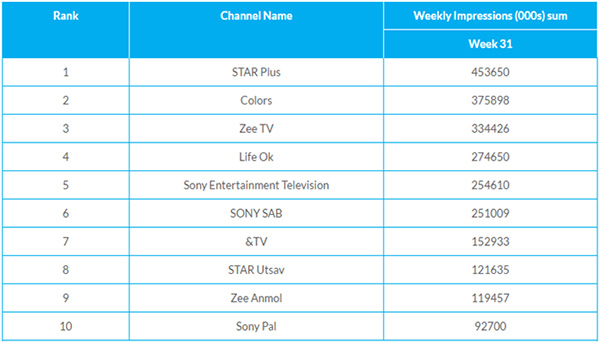 Rank Channel Name Weekly Impressions (000s) sum
Week 31
1 STAR Plus 453650
2 Colors 375898
3 Zee TV 334426
4 Life Ok 274650
5 Sony Entertainment Television 254610
6 SONY SAB 251009
7 &TV 152933
8 STAR Utsav 121635
9 Zee Anmol 119457
10 Sony Pal 92700